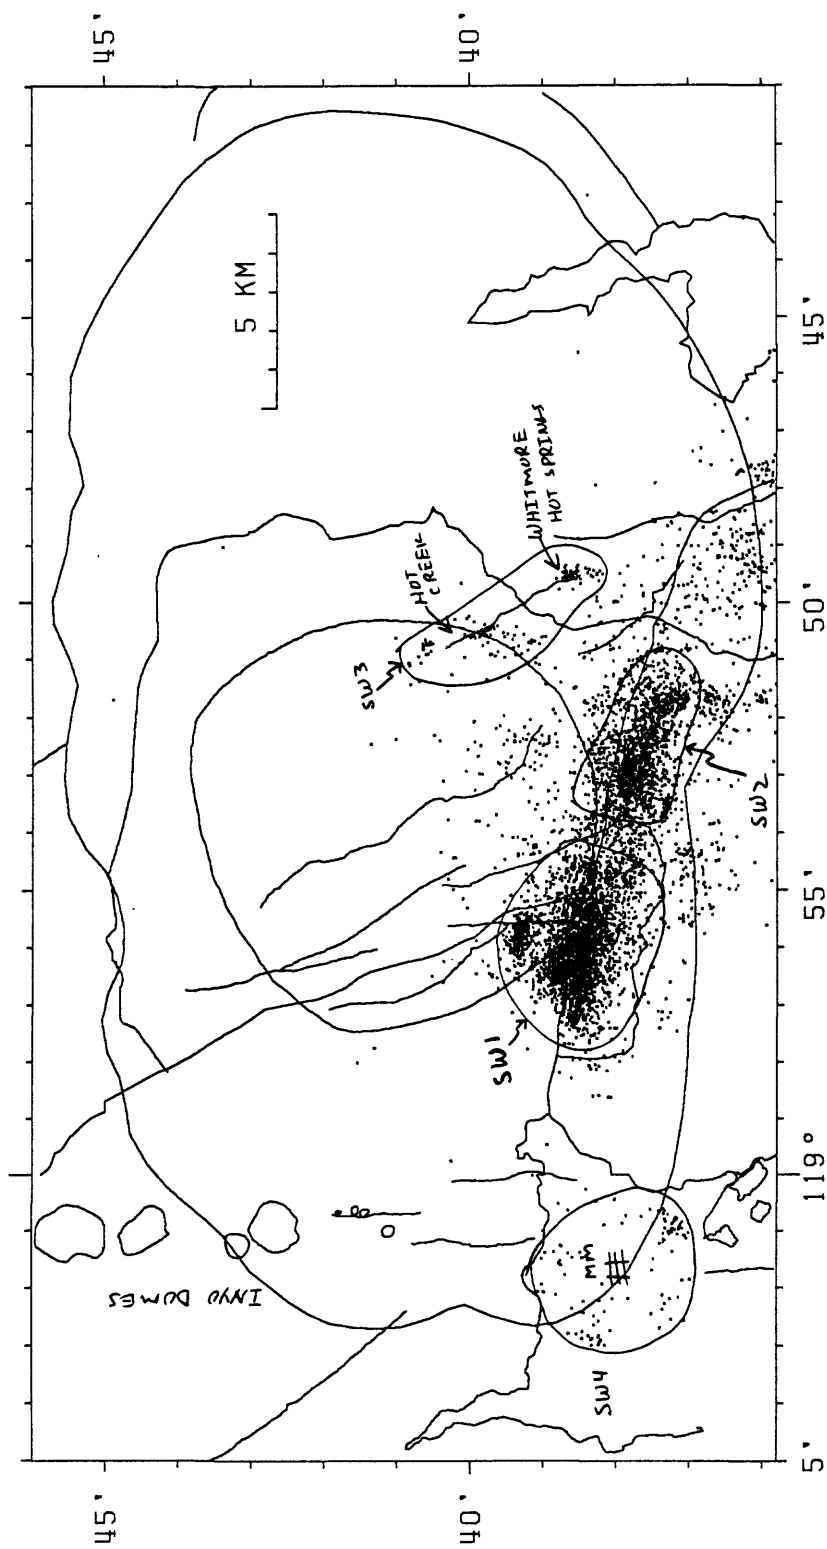 45'
40'
5 KM
45'
WHITMORE
HOT SPRINGS
HOT
CREEK
50'
SW3
SW2
55'
SW1
119°
INYO DOMES
MM
SW4
5'
45'
40'